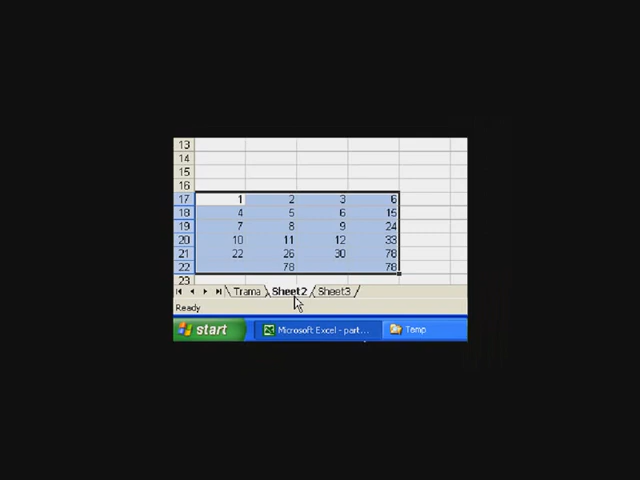 13
14
15
16
17 1 2 3 6
18 4 5 6 15
19 7 8 9 24
20 10 11 12 33
21 22 26 30 78
22 78 78
23
Trama Sheet2 Sheet3
Ready
start Microsoft Excel - part... Temp